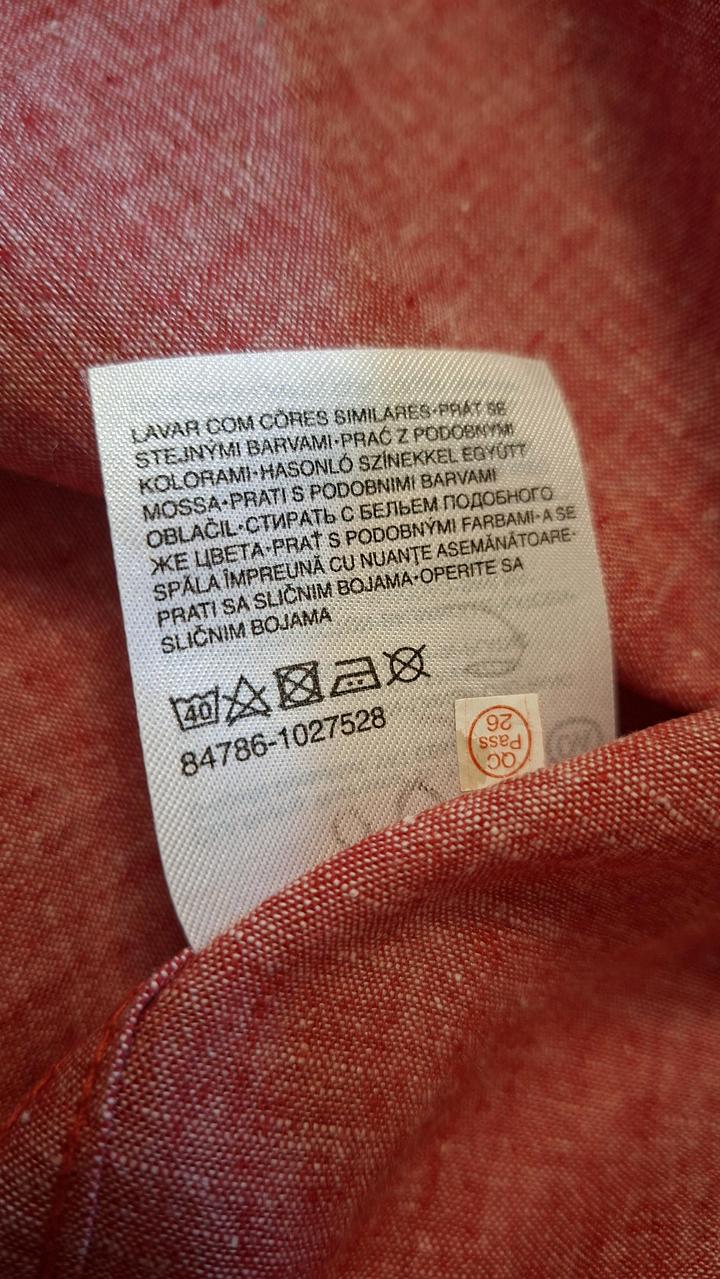 LAVAR COM CÔRES SIMILARES•PRÁT SE
STEJNÝMI BARVAMI•PRAĆ Z PODOBNYMI
KOLORAMI•HASONLÓ SZÍNEKKEL EGYÜTT
MOSSA•PRATI S PODOBNIMI BARVAMI
OBLAČIL•СТИРАТЬ С БЕЛЬЕМ ПОДОБНОГО
ЖЕ ЦВЕТА•PRAŤ S PODOBNÝMI FARBAMI•A SE
SPĂLA ÎMPREUNĂ CU NUANŢE ASEMĂNĂTOARE•
PRATI SA SLIČNIM BOJAMA•OPERITE SA
SLIČNIM BOJAMA
40
84786-1027528
QC
Pass
26